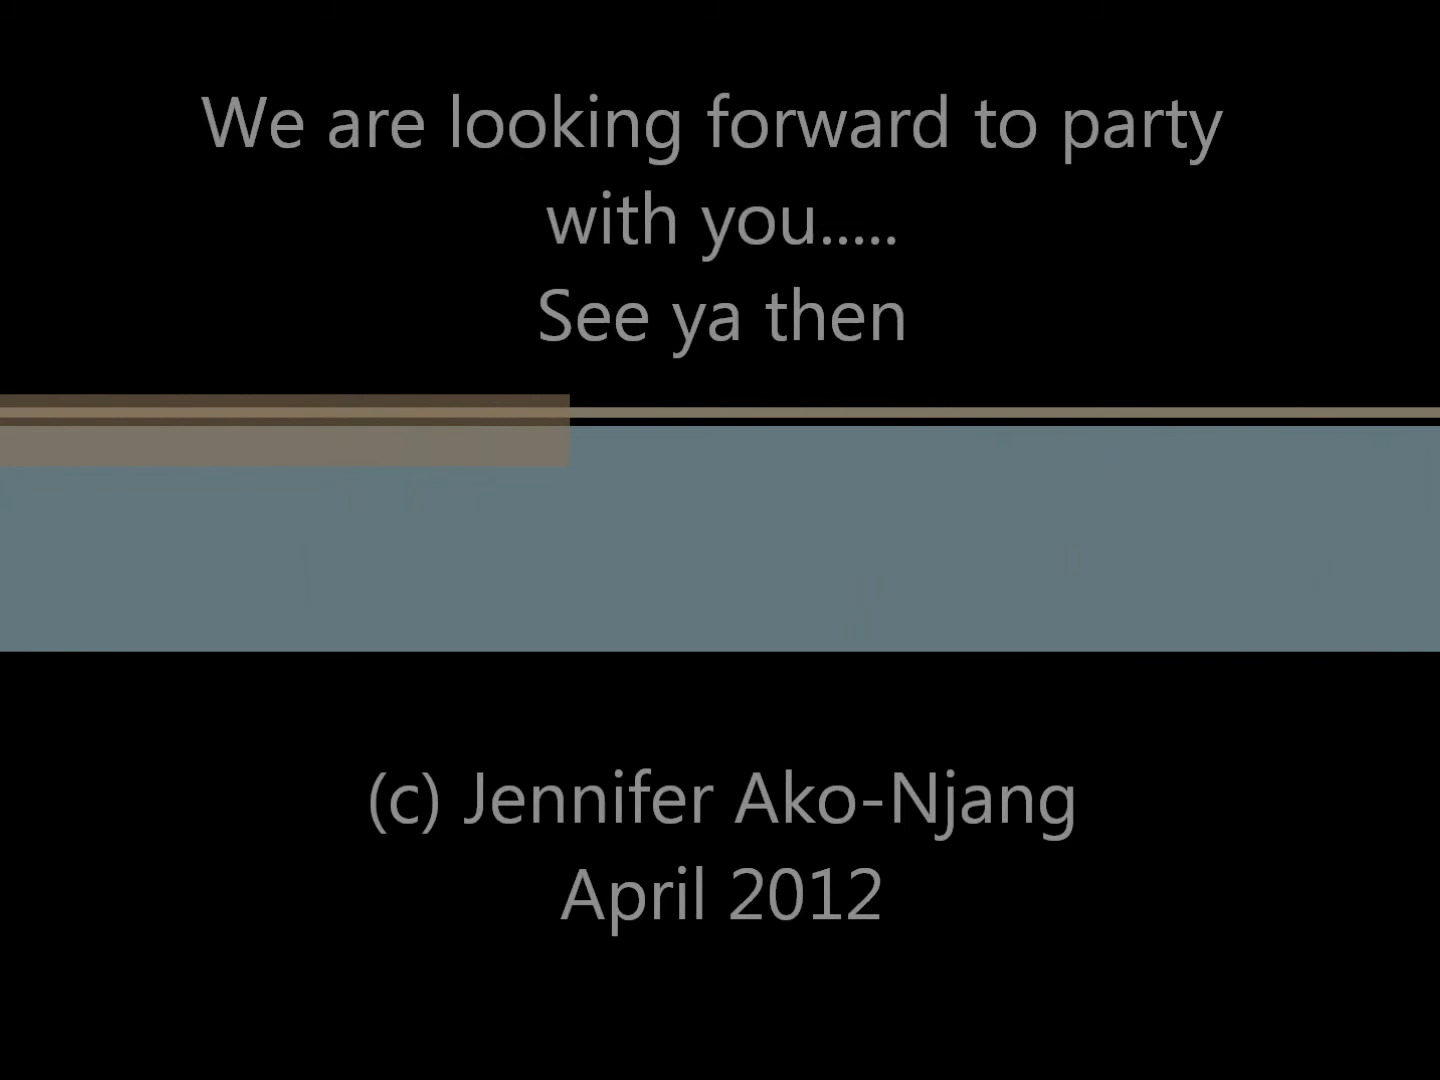 We are looking forward to party
with you.....
See ya then
(c) Jennifer Ako-Njang
April 2012